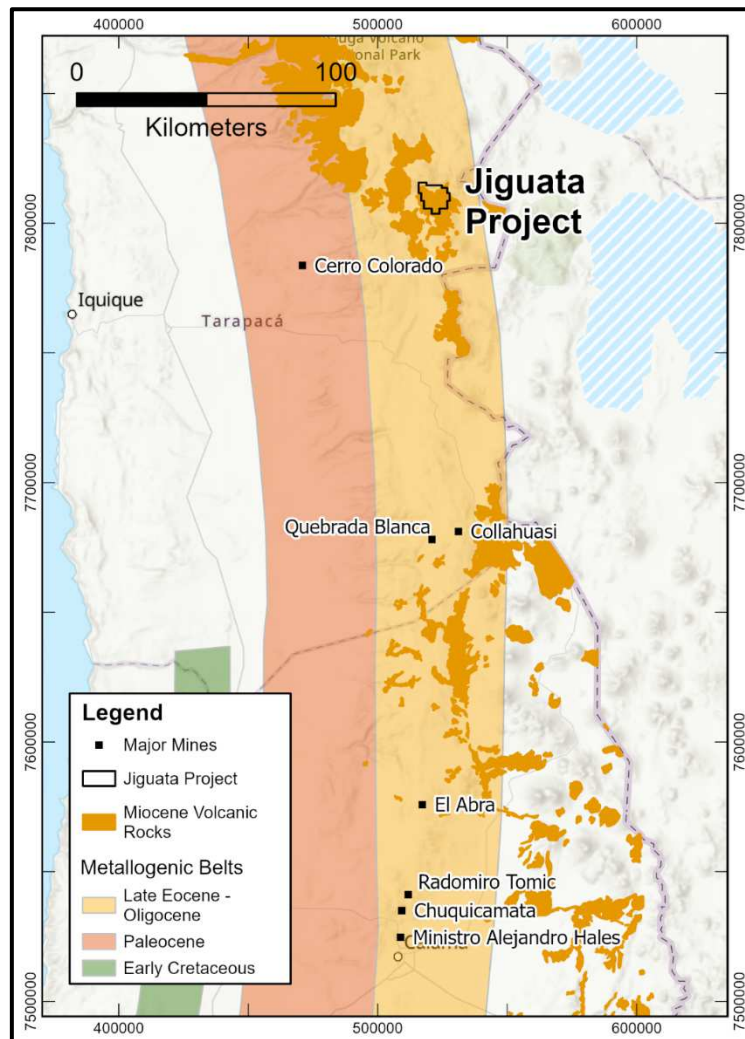 400000
500000
600000
0
100
Kilometers
National Park
Jiguata
Project
7800000
7800000
Cerro Colorado
Iquique
Tarapacá
7700000
7700000
Quebrada Blanca
Collahuasi
7600000
7600000
Legend
Major Mines
Jiguata Project
Miocene Volcanic
Rocks
Metallogenic Belts
Late Eocene -
Oligocene
Paleocene
Early Cretaceous
El Abra
Radomiro Tomic
Chuquicamata
Ministro Alejandro Hales
7500000
7500000
400000
500000
600000